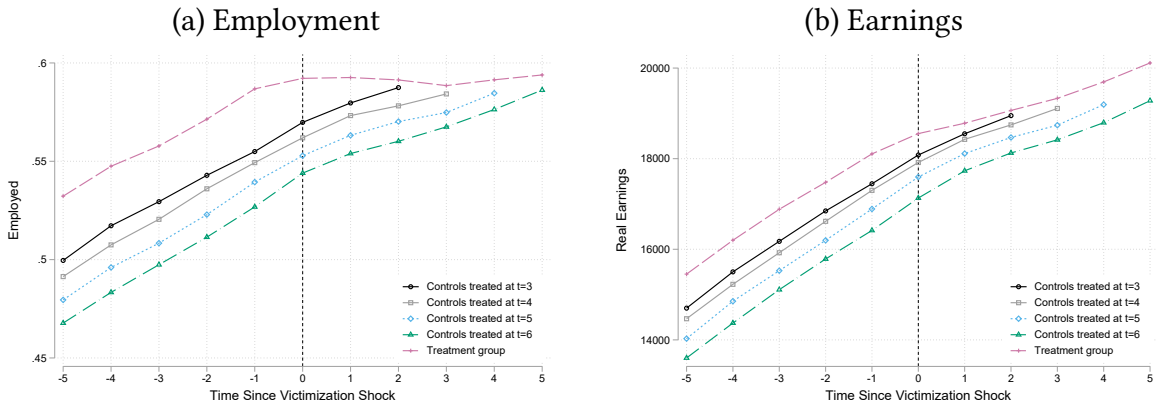 (a) Employment
.6
.55
.5
.45
Employed
-5 -4 -3 -2 -1 0 1 2 3 4 5
Time Since Victimization Shock
Controls treated at t=3
Controls treated at t=4
Controls treated at t=5
Controls treated at t=6
Treatment group
(b) Earnings
20000
18000
16000
14000
Real Earnings
-5 -4 -3 -2 -1 0 1 2 3 4 5
Time Since Victimization Shock
Controls treated at t=3
Controls treated at t=4
Controls treated at t=5
Controls treated at t=6
Treatment group